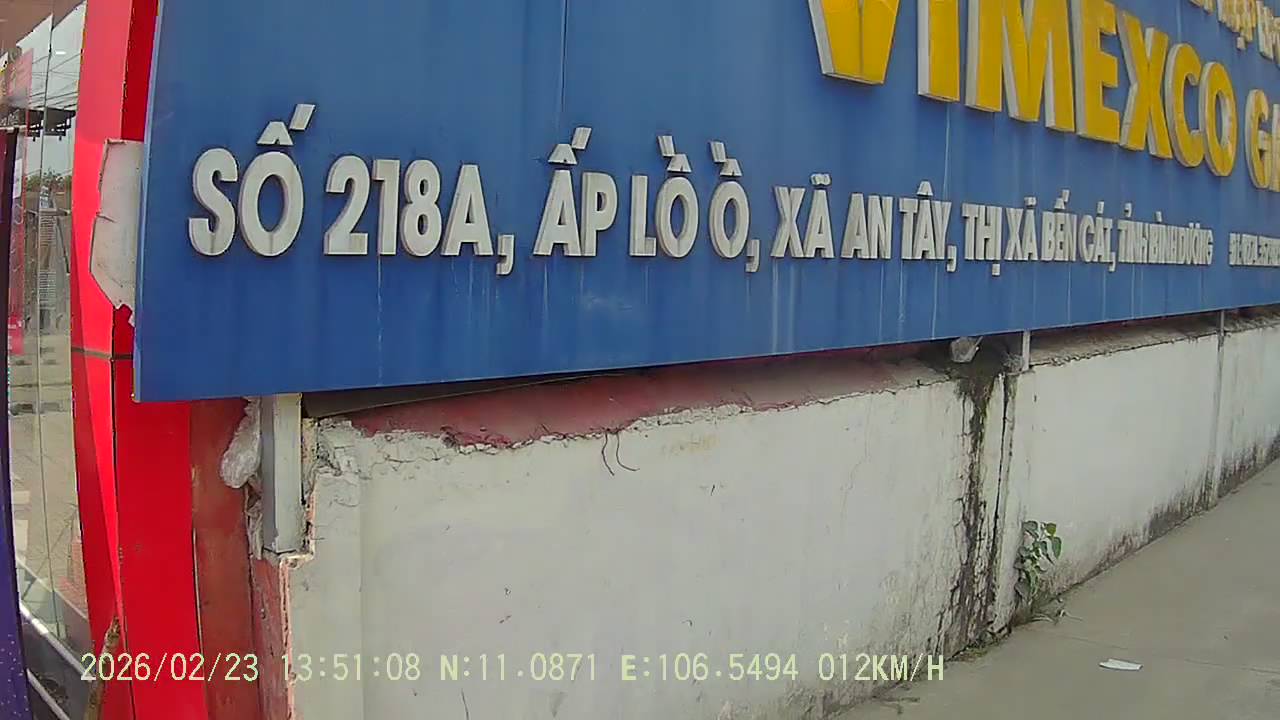 VIMEXCO
SỐ 218A, ẤP LỒ Ồ, XÃ AN TÂY, THỊ XÃ BẾN CÁT, TỈNH BÌNH DƯƠNG
2026/02/23 13:51:08 N:11.0871 E:106.5494 012KM/H